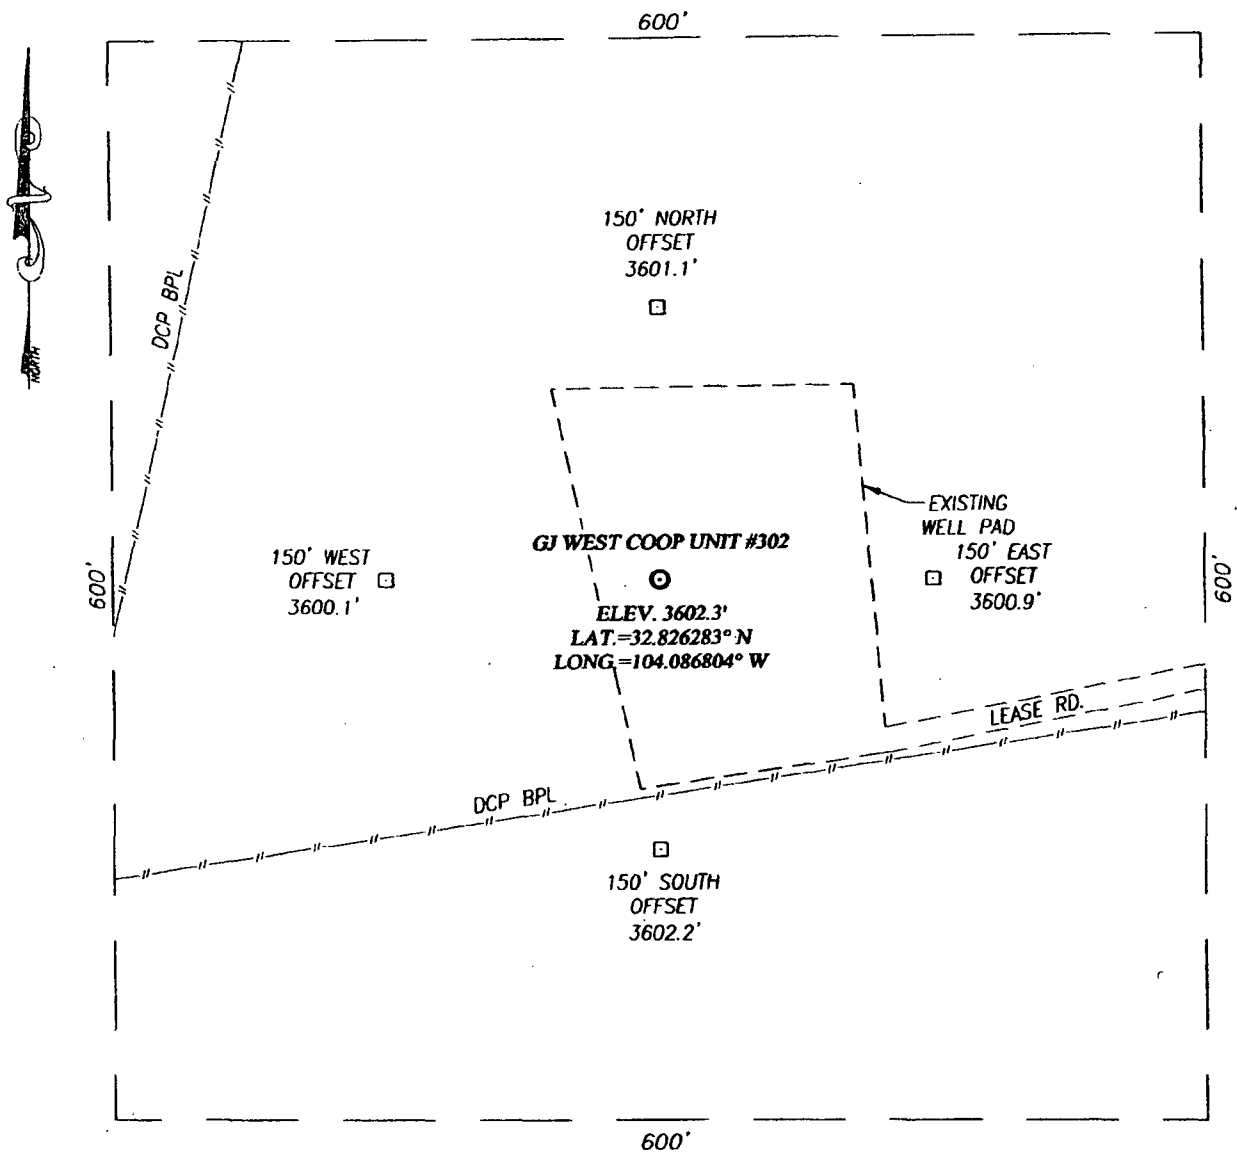 600'
NORTH
150' NORTH
OFFSET
3601.1'
DCP BPL
EXISTING
WELL PAD
GJ WEST COOP UNIT #302
150' WEST
OFFSET
3600.1'
150' EAST
OFFSET
3600.9'
600'
600'
ELEV. 3602.3'
LAT.=32.826283° N
LONG.=104.086804° W
LEASE RD.
DCP BPL
150' SOUTH
OFFSET
3602.2'
600'